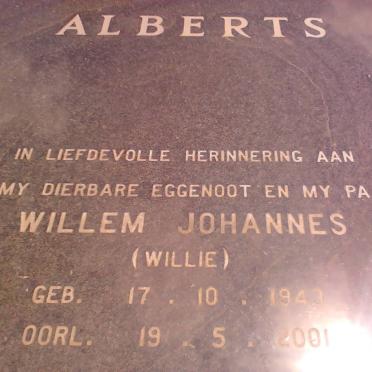 ALBERTS
IN LIEFDEVOLLE HERINNERING AAN
MY DIERBARE EGGENOOT EN MY PA
WILLEM JOHANNES
(WILLIE)
GEB. 17 . 10 . 1943
OORL. 19 . 5 . 2001